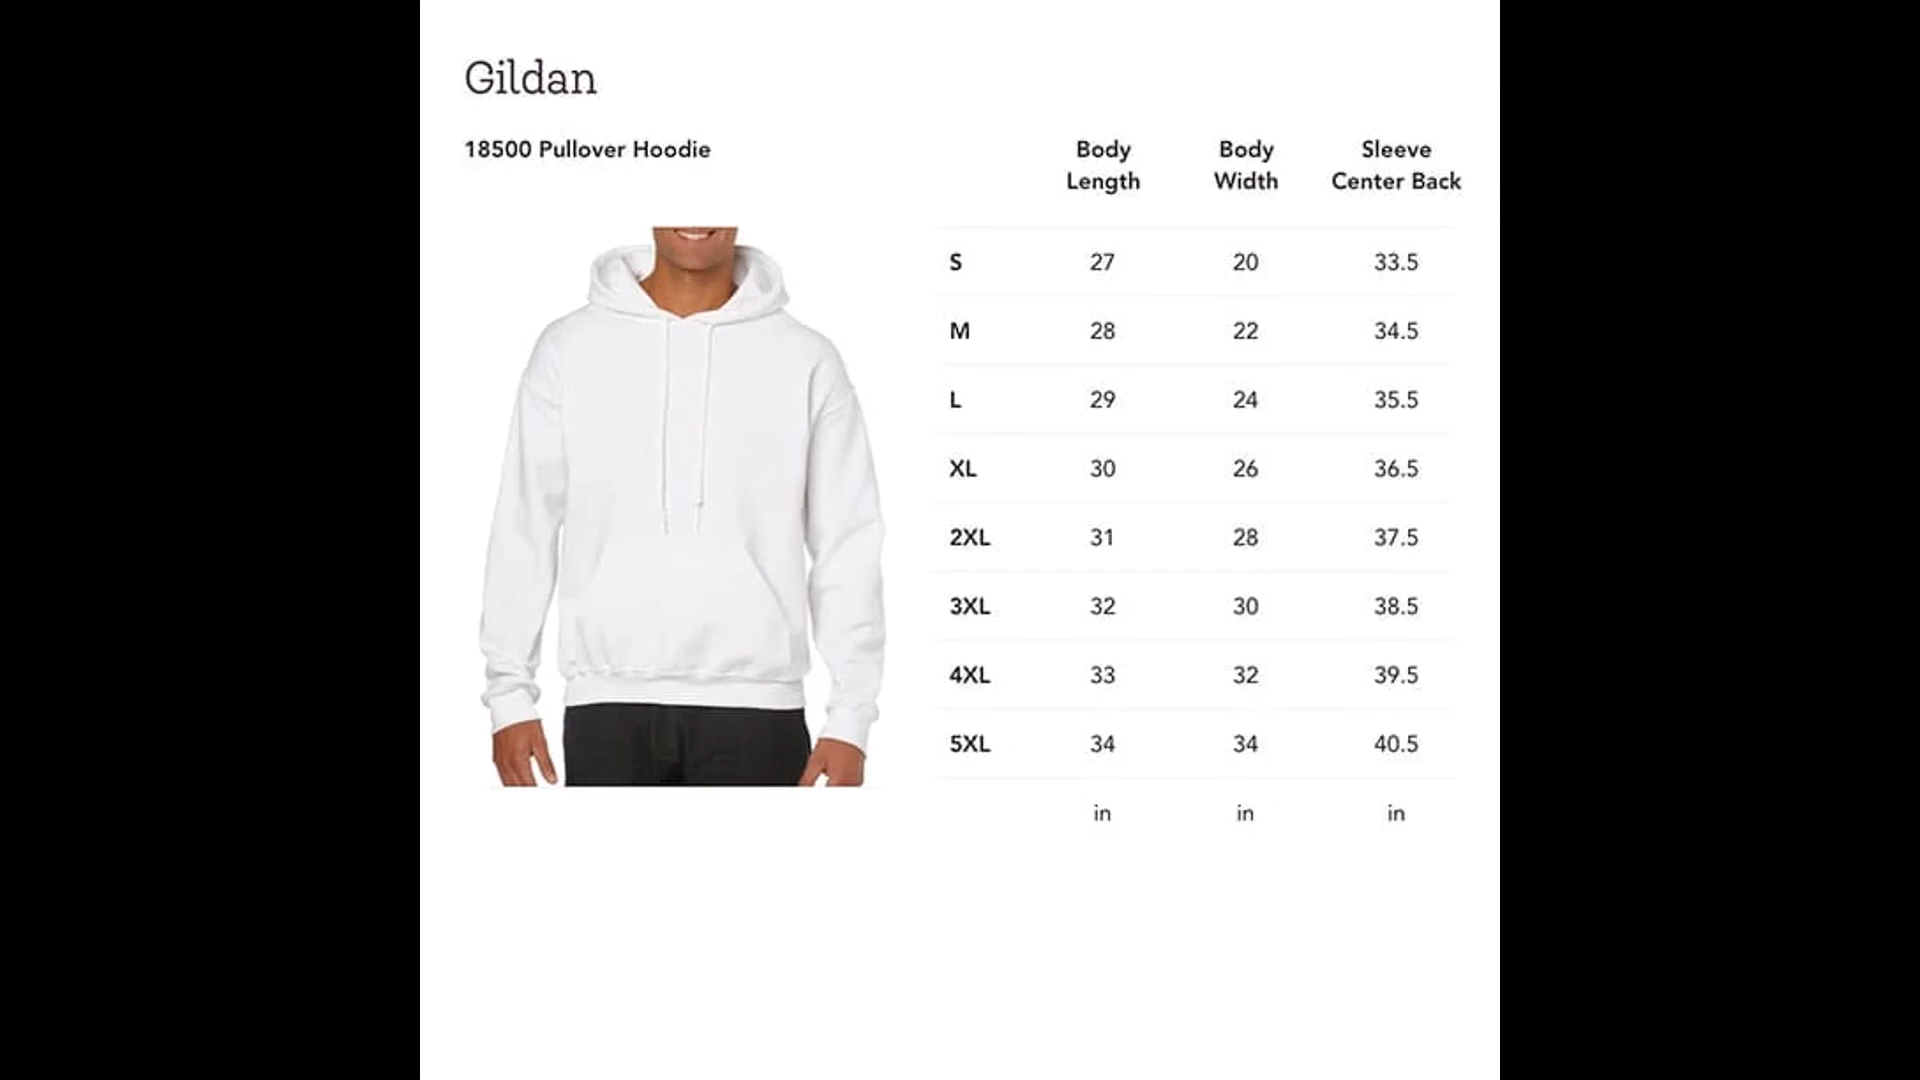 Gildan
18500 Pullover Hoodie
Body Length Body Width Sleeve Center Back
S 27 20 33.5
M 28 22 34.5
L 29 24 35.5
XL 30 26 36.5
2XL 31 28 37.5
3XL 32 30 38.5
4XL 33 32 39.5
5XL 34 34 40.5
in in in